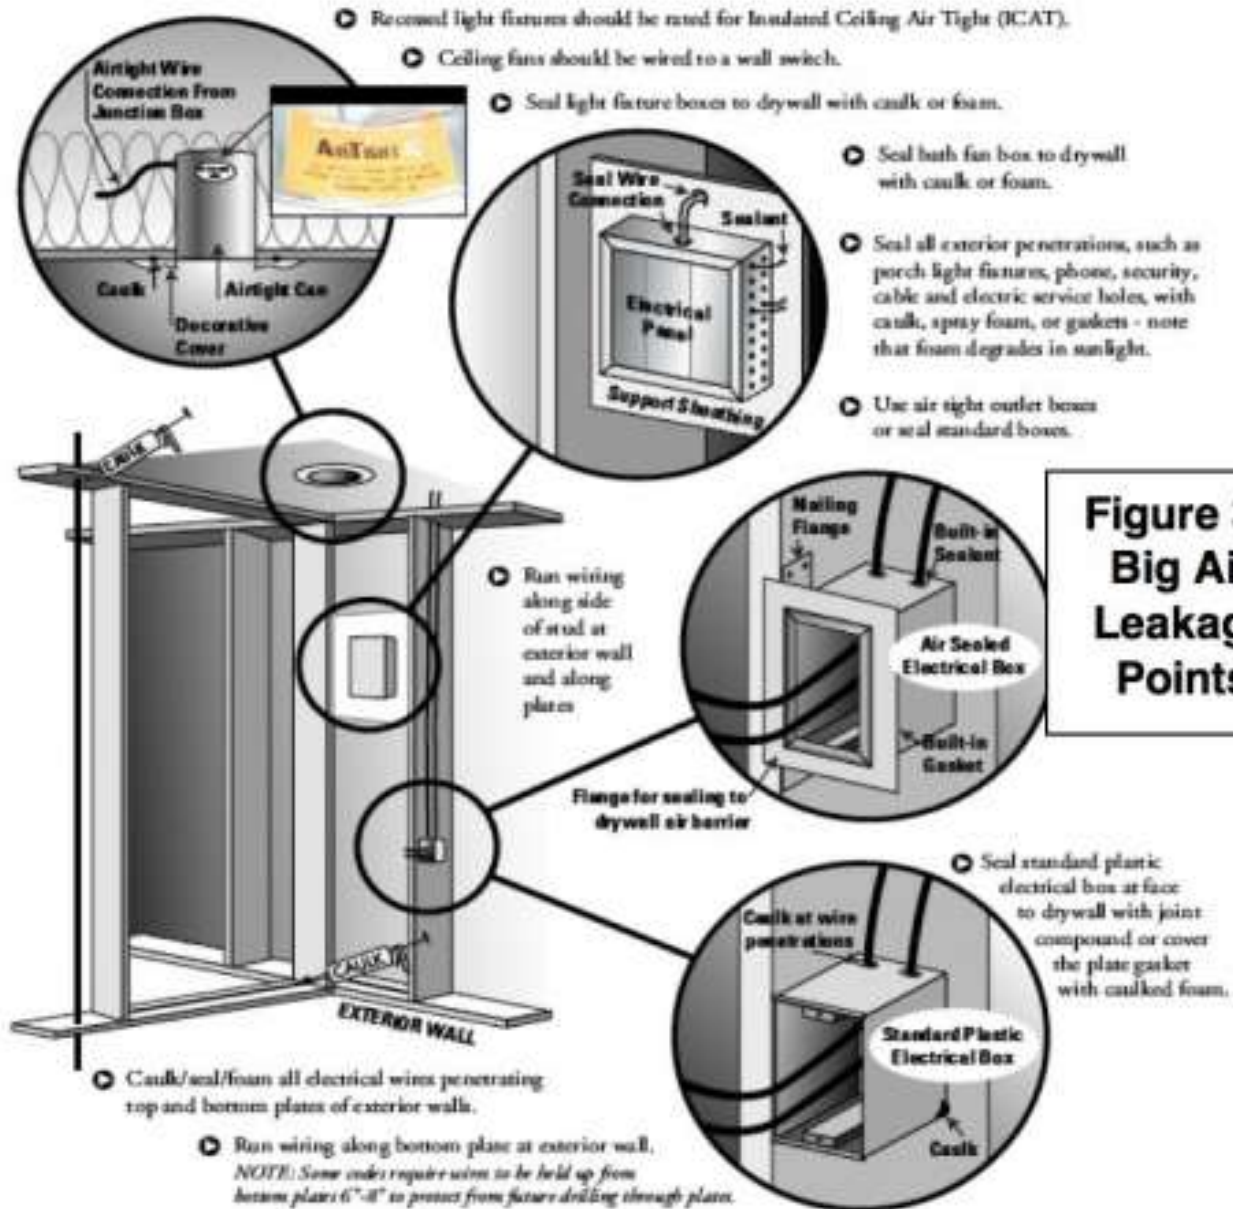 Recessed light fixtures should be rated for Insulated Ceiling Air Tight (ICAT).
Ceiling fans should be wired to a wall switch.
Seal light fixture boxes to drywall with caulk or foam.
Airtight Wire
Connection From
Junction Box
Caulk
Airtight Can
Decorative
Cover
Seal Wire
Connection
Sealant
Electrical
Panel
Support Sheathing
Seal bath fan box to drywall
with caulk or foam.
Seal all exterior penetrations, such as
porch light fixtures, phone, security,
cable and electric service holes, with
caulk, spray foam, or gaskets - note
that foam degrades in sunlight.
Use air tight outlet boxes
or seal standard boxes.
CAULK
Run wiring
along side
of stud at
exterior wall
and along
plates
Nailing
Flange
Built-in
Sealant
Air Sealed
Electrical Box
Built-in
Gasket
Flange for sealing to
drywall air barrier
Figure
Big Ai
Leakag
Points
Seal standard plastic
electrical box at face
to drywall with joint
compound or cover
the plate gasket
with caulked foam.
Caulk at wire
penetrations
Standard Plastic
Electrical Box
Caulk
CAULK
EXTERIOR WALL
Caulk/seal/foam all electrical wires penetrating
top and bottom plates of exterior walls.
Run wiring along bottom plate at exterior wall.
NOTE: Some codes require wires to be held up from
bottom plates 6"-8" to protect from future drilling through plates.